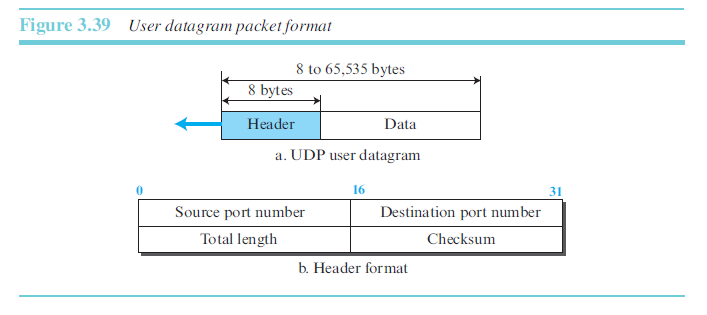 Figure 3.39 User datagram packet format
8 to 65,535 bytes
8 bytes
Header Data
a. UDP user datagram
0 16 31
Source port number Destination port number
Total length Checksum
b. Header format